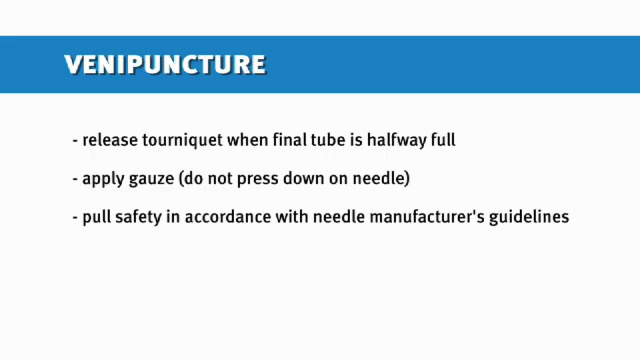 VENIPUNCTURE
- release tourniquet when final tube is halfway full
- apply gauze (do not press down on needle)
- pull safety in accordance with needle manufacturer's guidelines